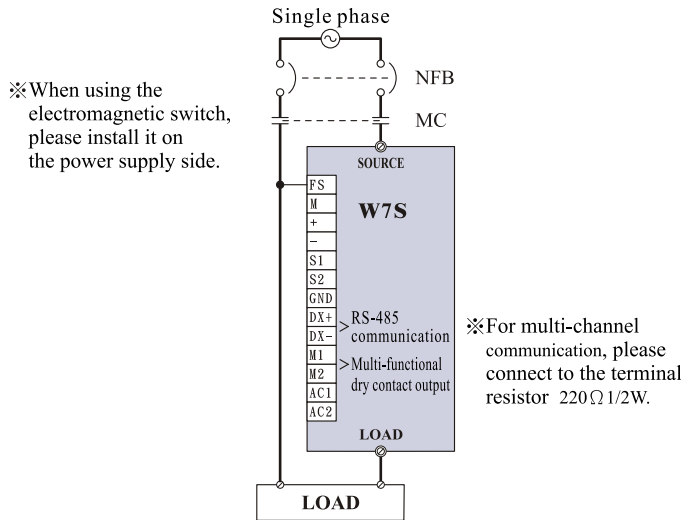 Single phase
NFB
MC
※When using the
electromagnetic switch,
please install it on
the power supply side.
SOURCE
W7S
FS
M
+
−
S1
S2
GND
DX+
DX−
M1
M2
AC1
AC2
>RS-485
communication
>Multi-functional
dry contact output
※For multi-channel
communication, please
connect to the terminal
resistor 220Ω1/2W.
LOAD
LOAD